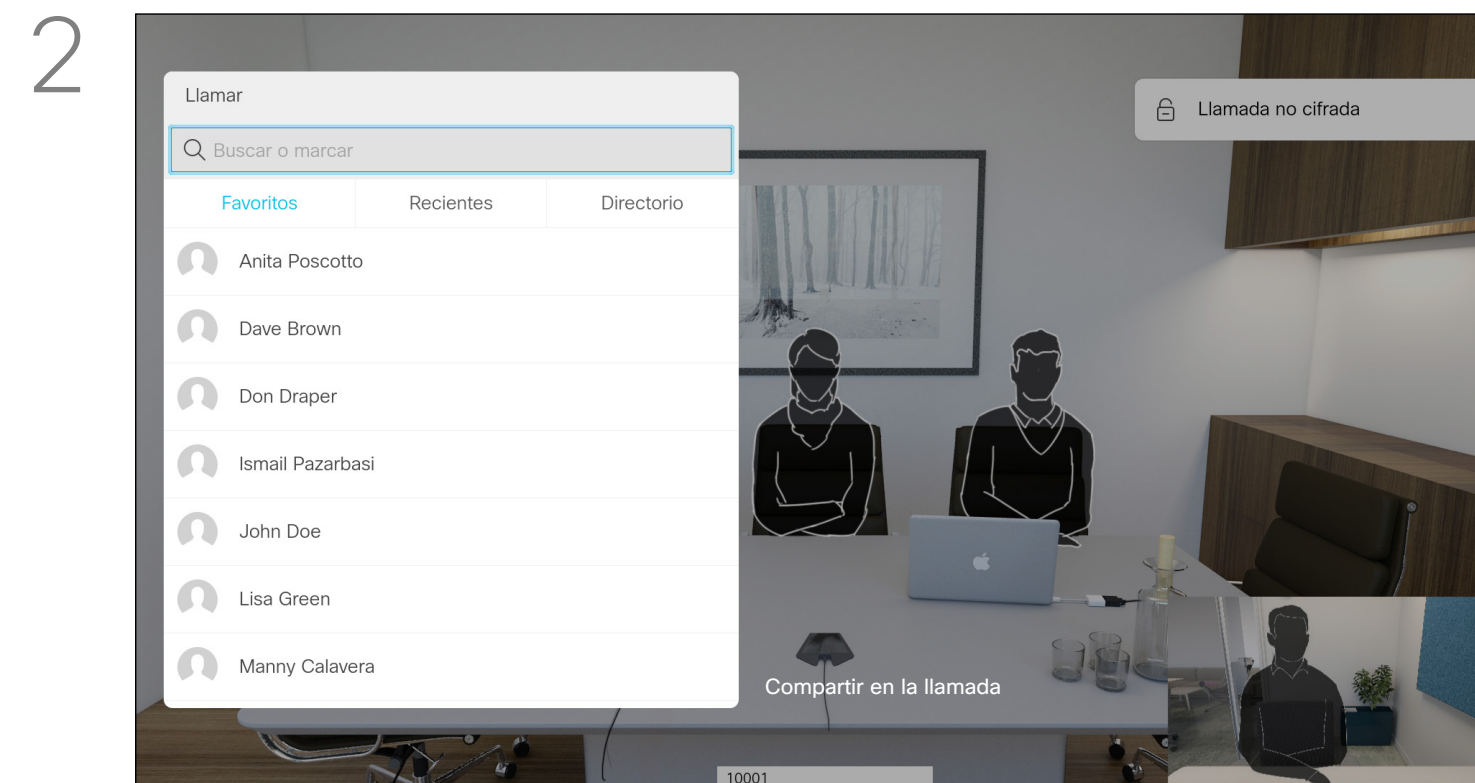 2
Llamar
Llamada no cifrada
Buscar o marcar
Favoritos
Recientes
Directorio
Anita Poscotto
Dave Brown
Don Draper
Ismail Pazarbasi
John Doe
Lisa Green
Manny Calavera
Compartir en la llamada
10001